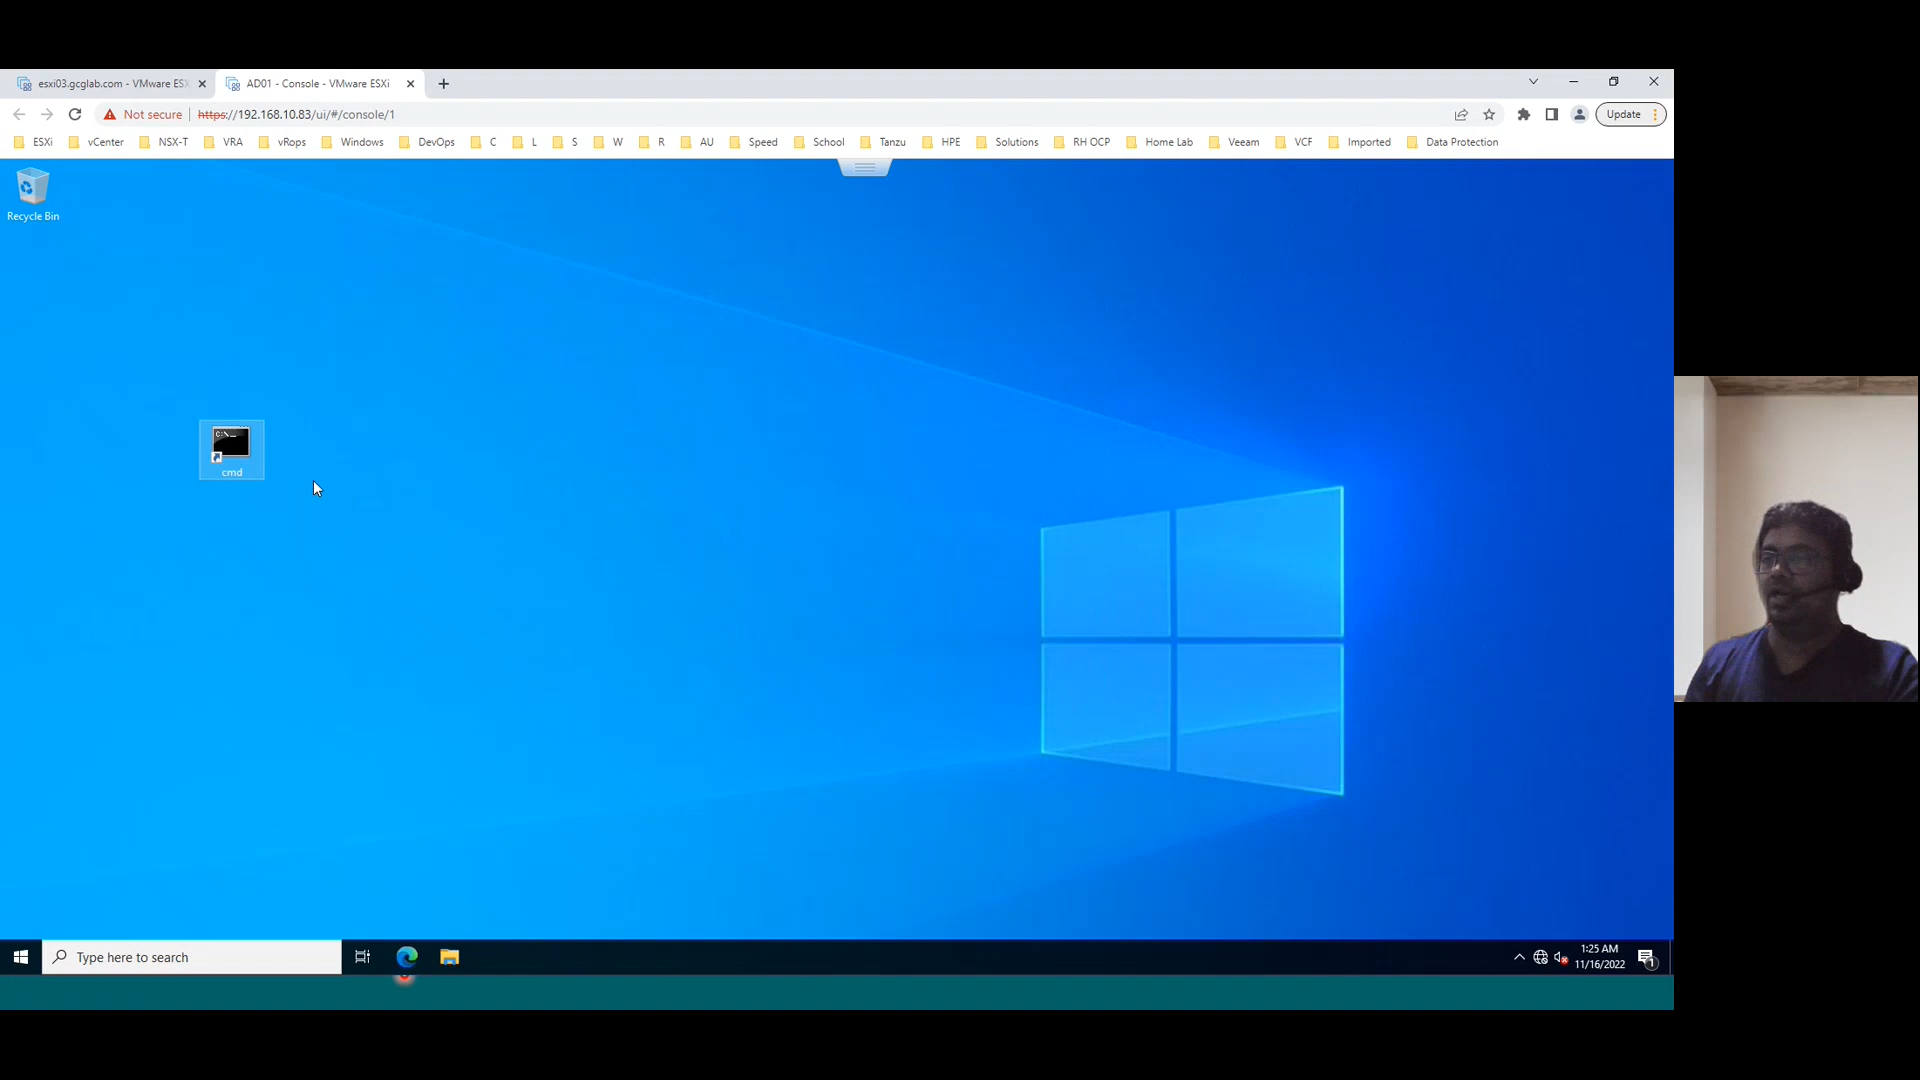 esxi03.gcglab.com - VMware ESX
AD01 - Console - VMware ESXi
Not secure
https://192.168.10.83/ui/#/console/1
Update
ESXi vCenter NSX-T VRA vRops Windows DevOps C L S W R AU Speed School Tanzu HPE Solutions RH OCP Home Lab Veeam VCF Imported Data Protection
Recycle Bin
C:\_
cmd
Type here to search
1:25 AM
11/16/2022
1